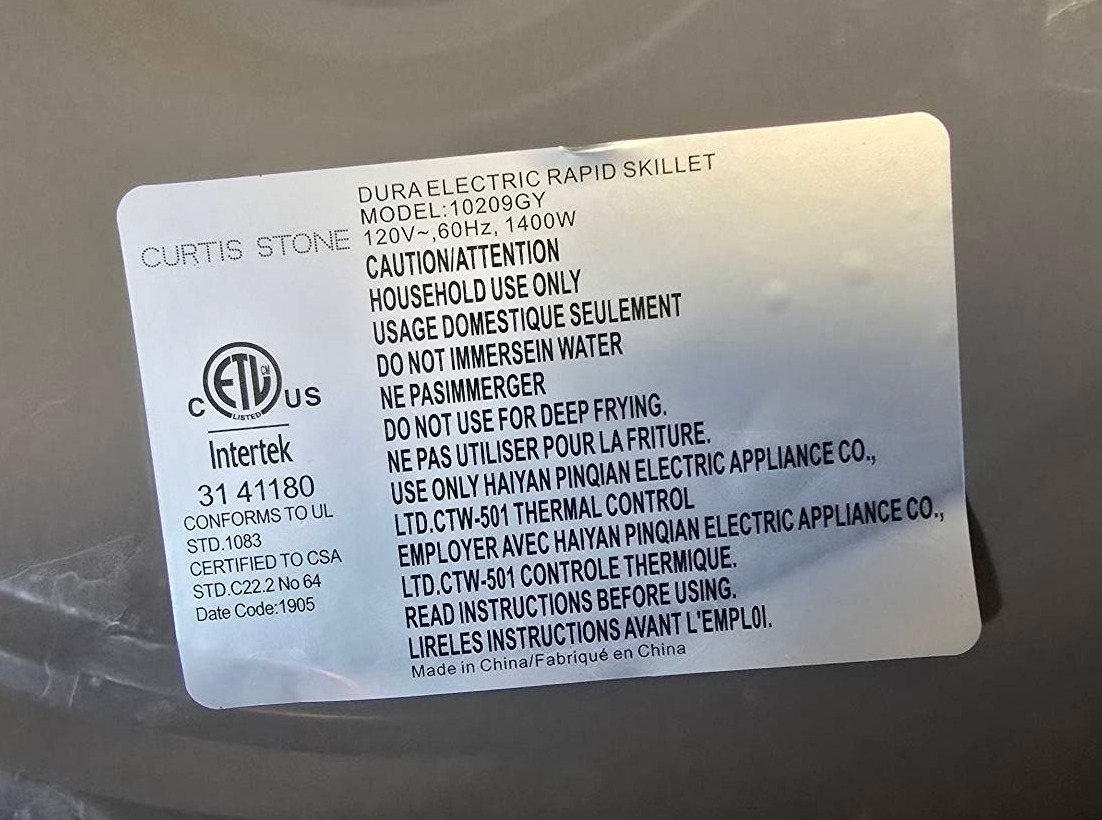 CURTIS STONE
DURA ELECTRIC RAPID SKILLET
MODEL:10209GY
120V~,60Hz, 1400W
CAUTION/ATTENTION
HOUSEHOLD USE ONLY
USAGE DOMESTIQUE SEULEMENT
DO NOT IMMERSEIN WATER
NE PASIMMERGER
DO NOT USE FOR DEEP FRYING.
NE PAS UTILISER POUR LA FRITURE.
USE ONLY HAIYAN PINQIAN ELECTRIC APPLIANCE CO.,
LTD.CTW-501 THERMAL CONTROL
EMPLOYER AVEC HAIYAN PINQIAN ELECTRIC APPLIANCE CO.,
LTD.CTW-501 CONTROLE THERMIQUE.
READ INSTRUCTIONS BEFORE USING.
LIRELES INSTRUCTIONS AVANT L'EMPL0I.
Made in China/Fabriqué en China
C ETL CM US
LISTED
Intertek
31 41180
CONFORMS TO UL
STD.1083
CERTIFIED TO CSA
STD.C22.2 No 64
Date Code:1905